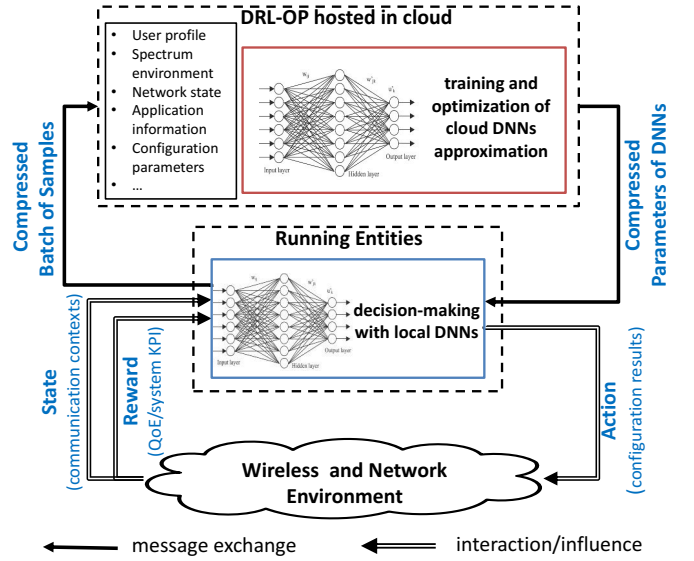 DRL-OP hosted in cloud
• User profile
• Spectrum
environment
• Network state
• Application
information
• Configuration
parameters
• ...
Input layer
Hidden layer
Output layer
training and
optimization of
cloud DNNs
approximation
Compressed
Batch of Samples
Compressed
Parameters of DNNs
Running Entities
Input layer
Hidden layer
Output layer
decision-making
with local DNNs
State
(communication contexts)
Reward
(QoE/system KPI)
Action
(configuration results)
Wireless and Network
Environment
message exchange
interaction/influence